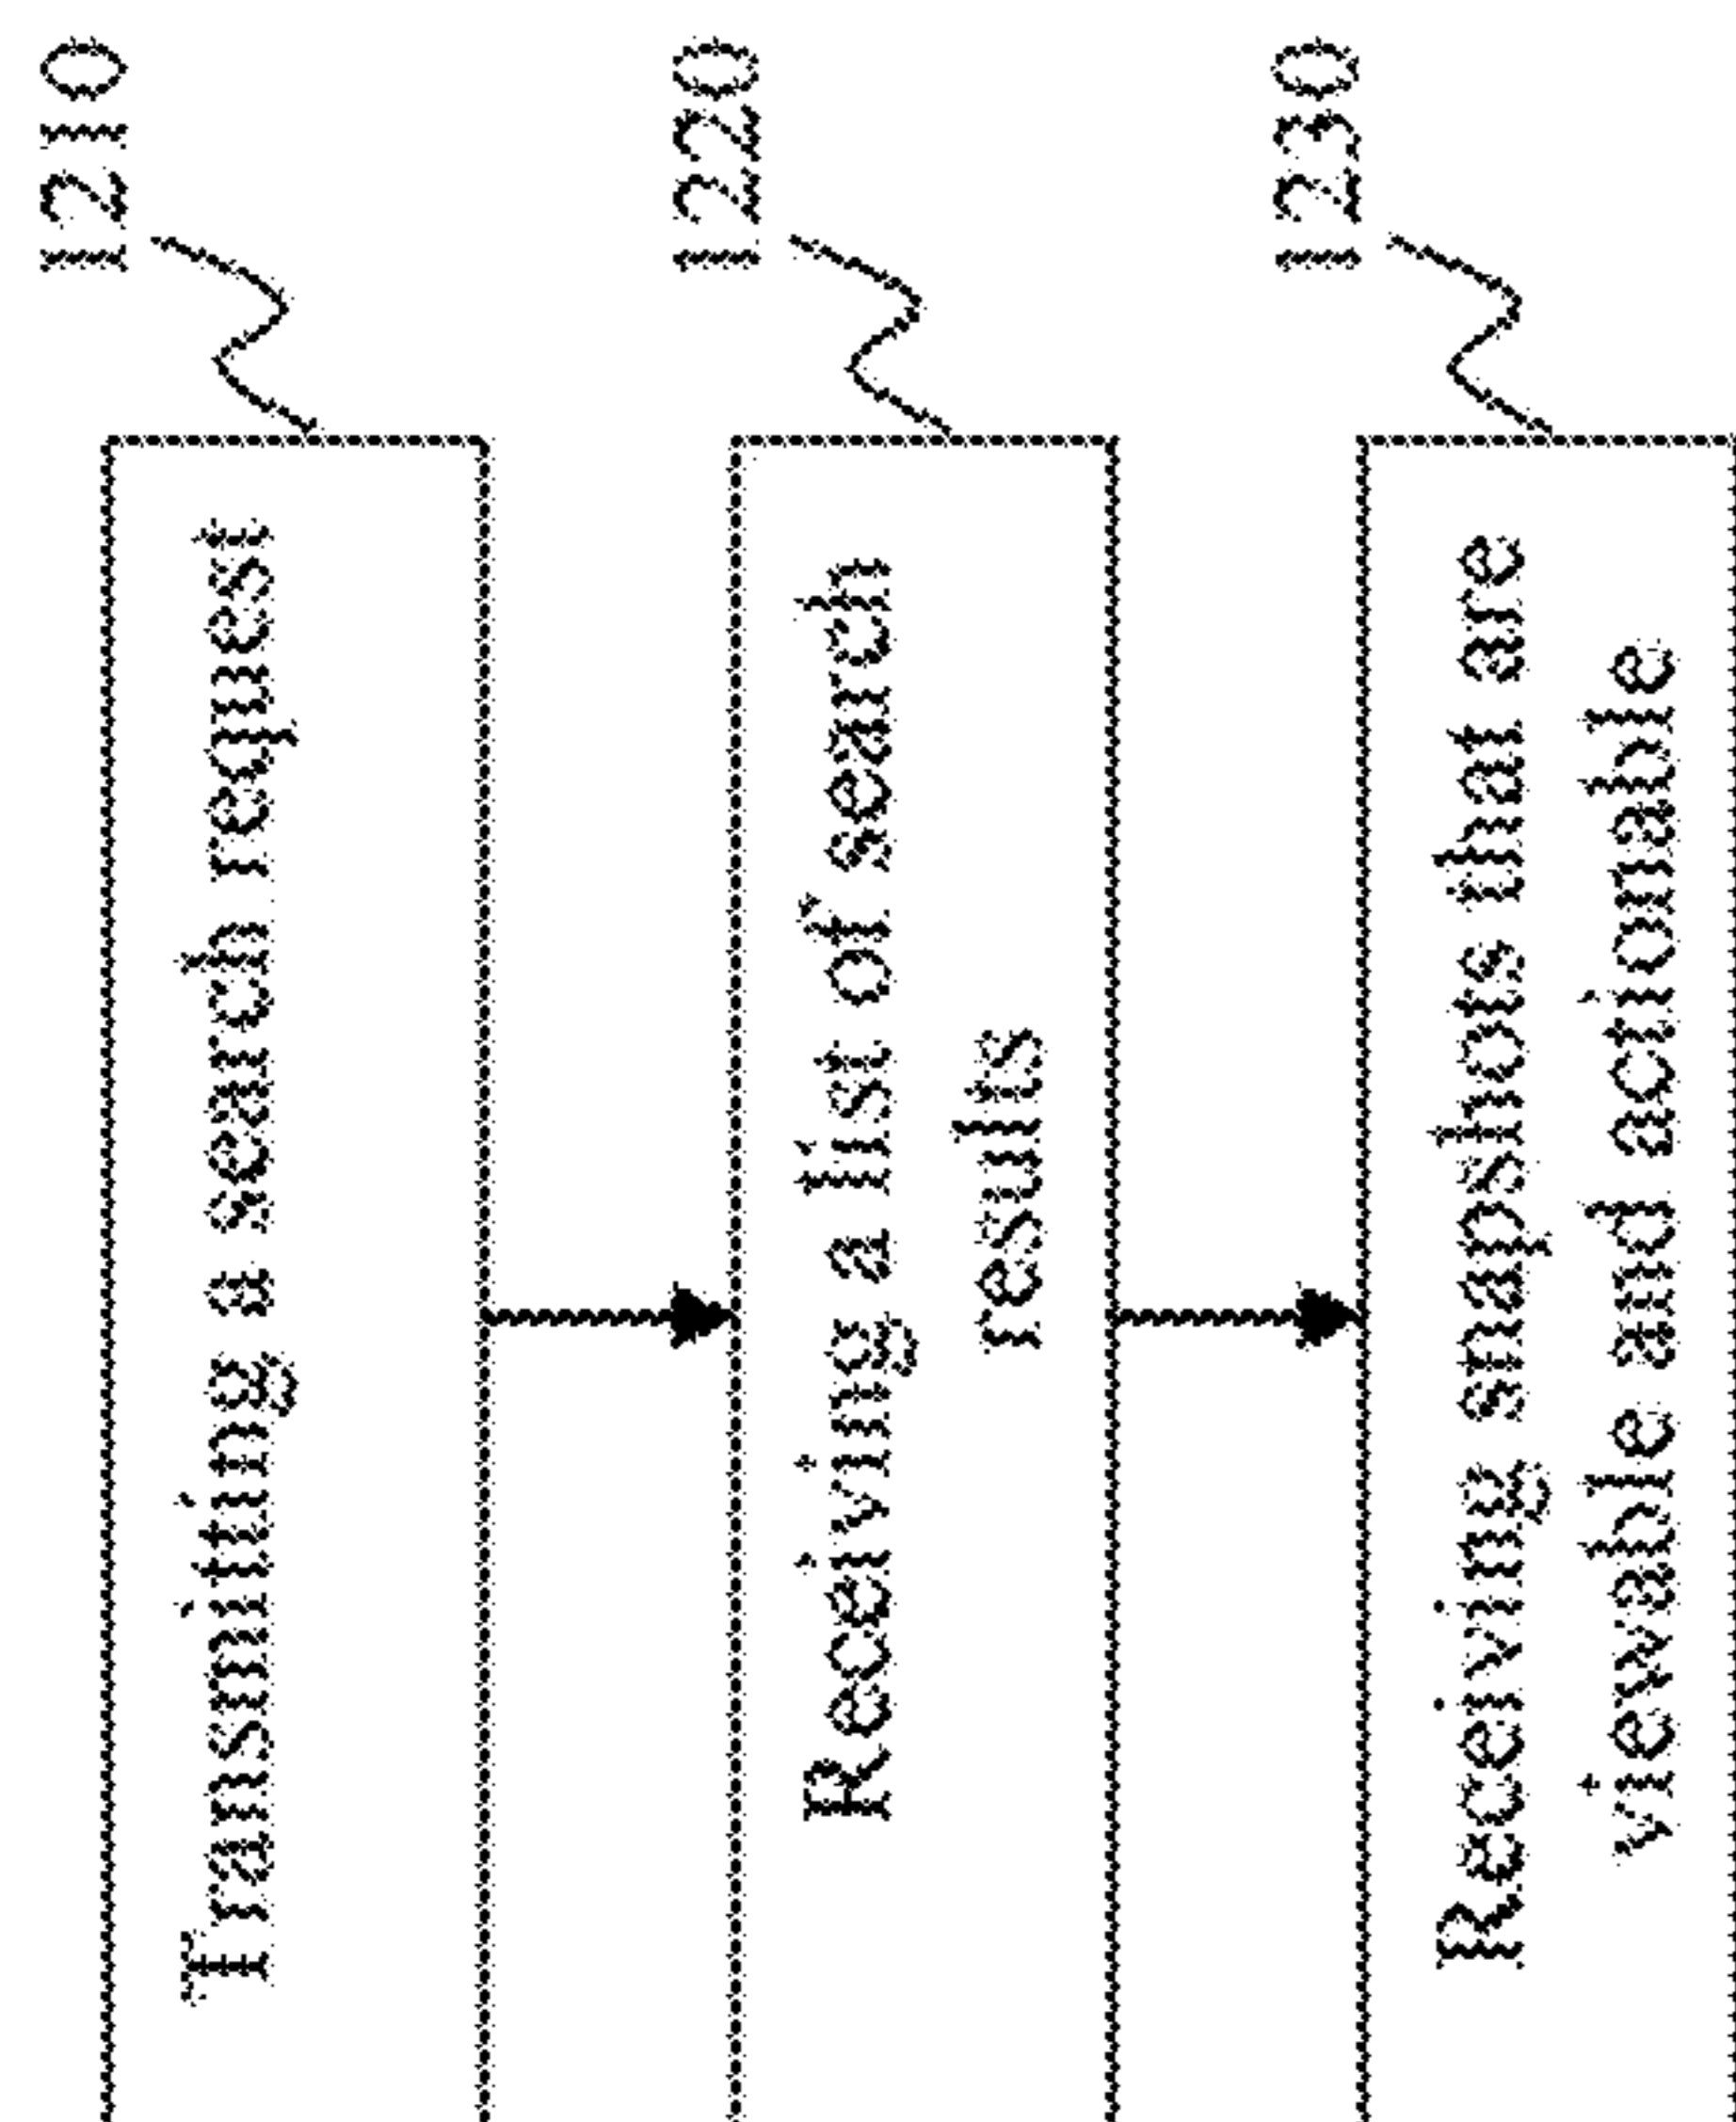 Transmitting a search request
1210
Receiving a list of search
results
1220
Receiving snapshots that are
viewable and actionable
1230